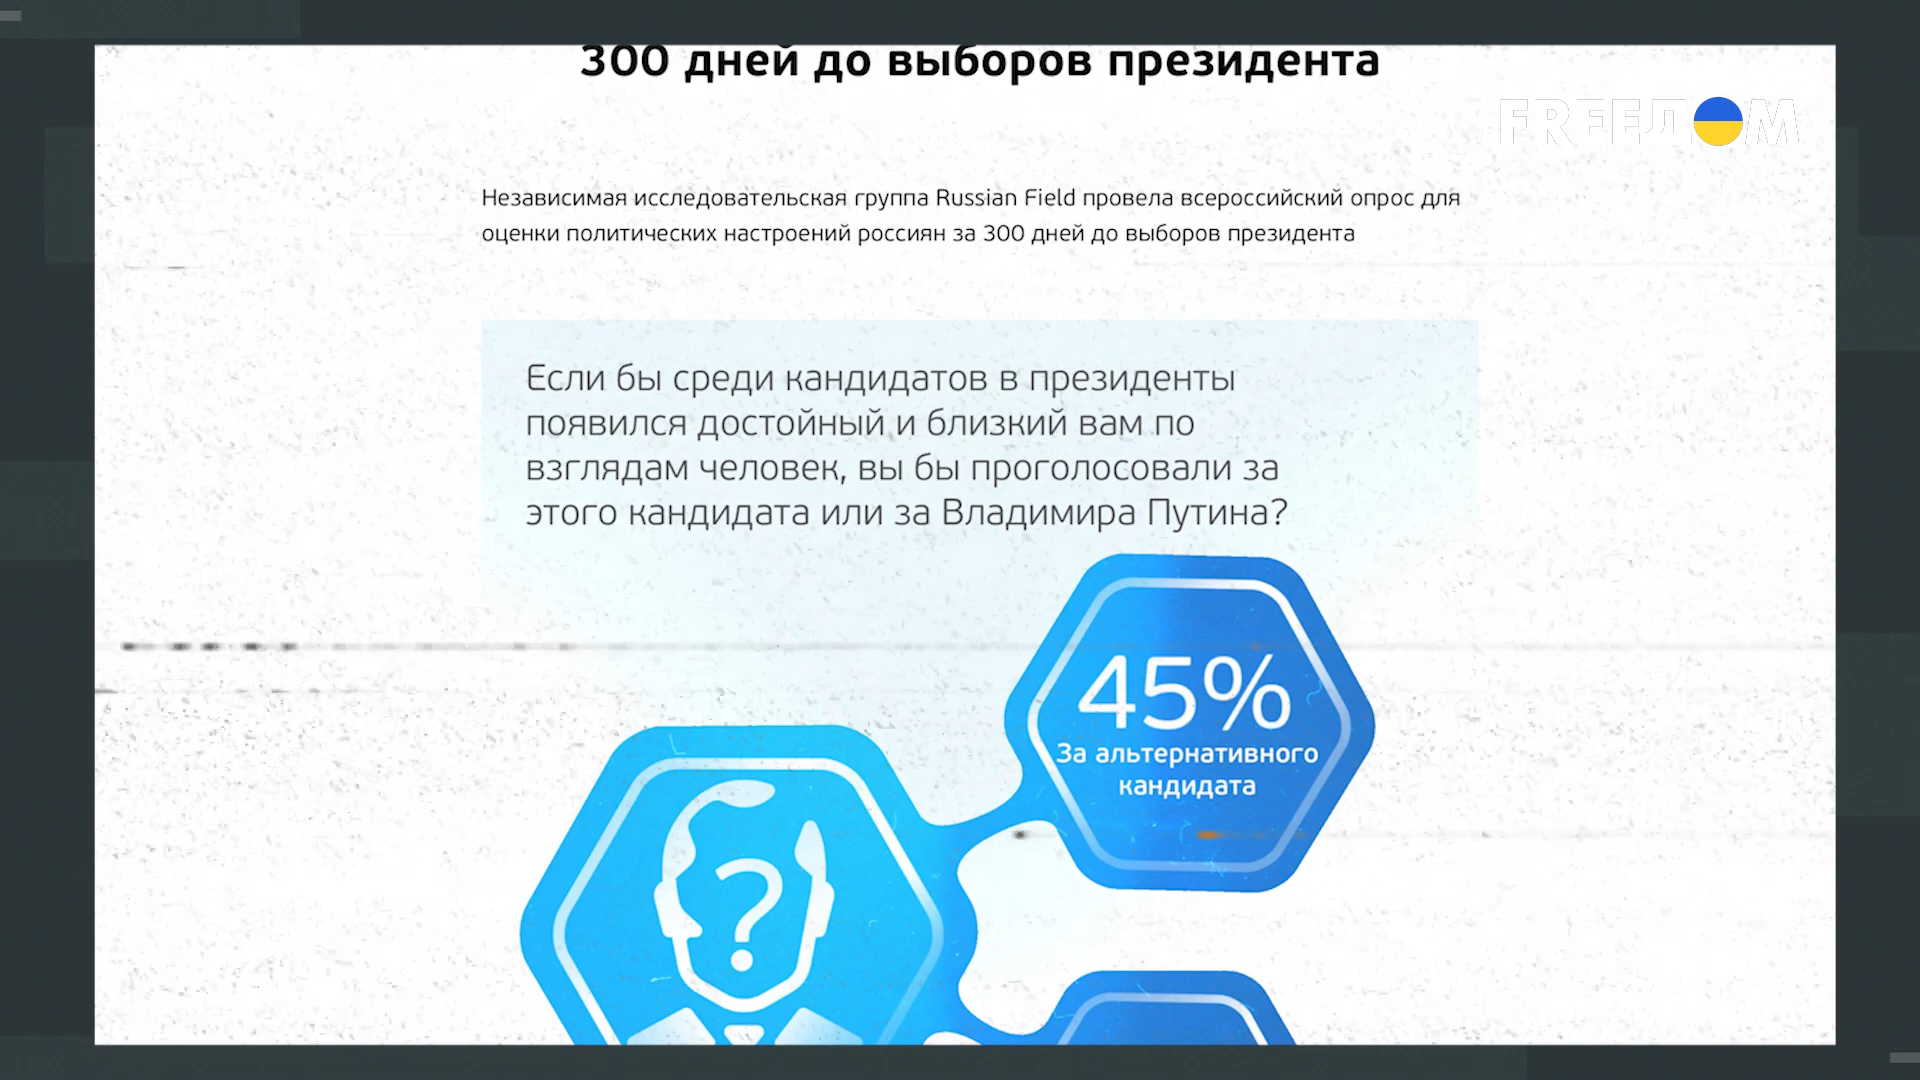 300 дней до выборов президента
FREEДОМ
Независимая исследовательская группа Russian Field провела всероссийский опрос для
оценки политических настроений россиян за 300 дней до выборов президента
Если бы среди кандидатов в президенты
появился достойный и близкий вам по
взглядам человек, вы бы проголосовали за
этого кандидата или за Владимира Путина?
45%
За альтернативного
кандидата
?